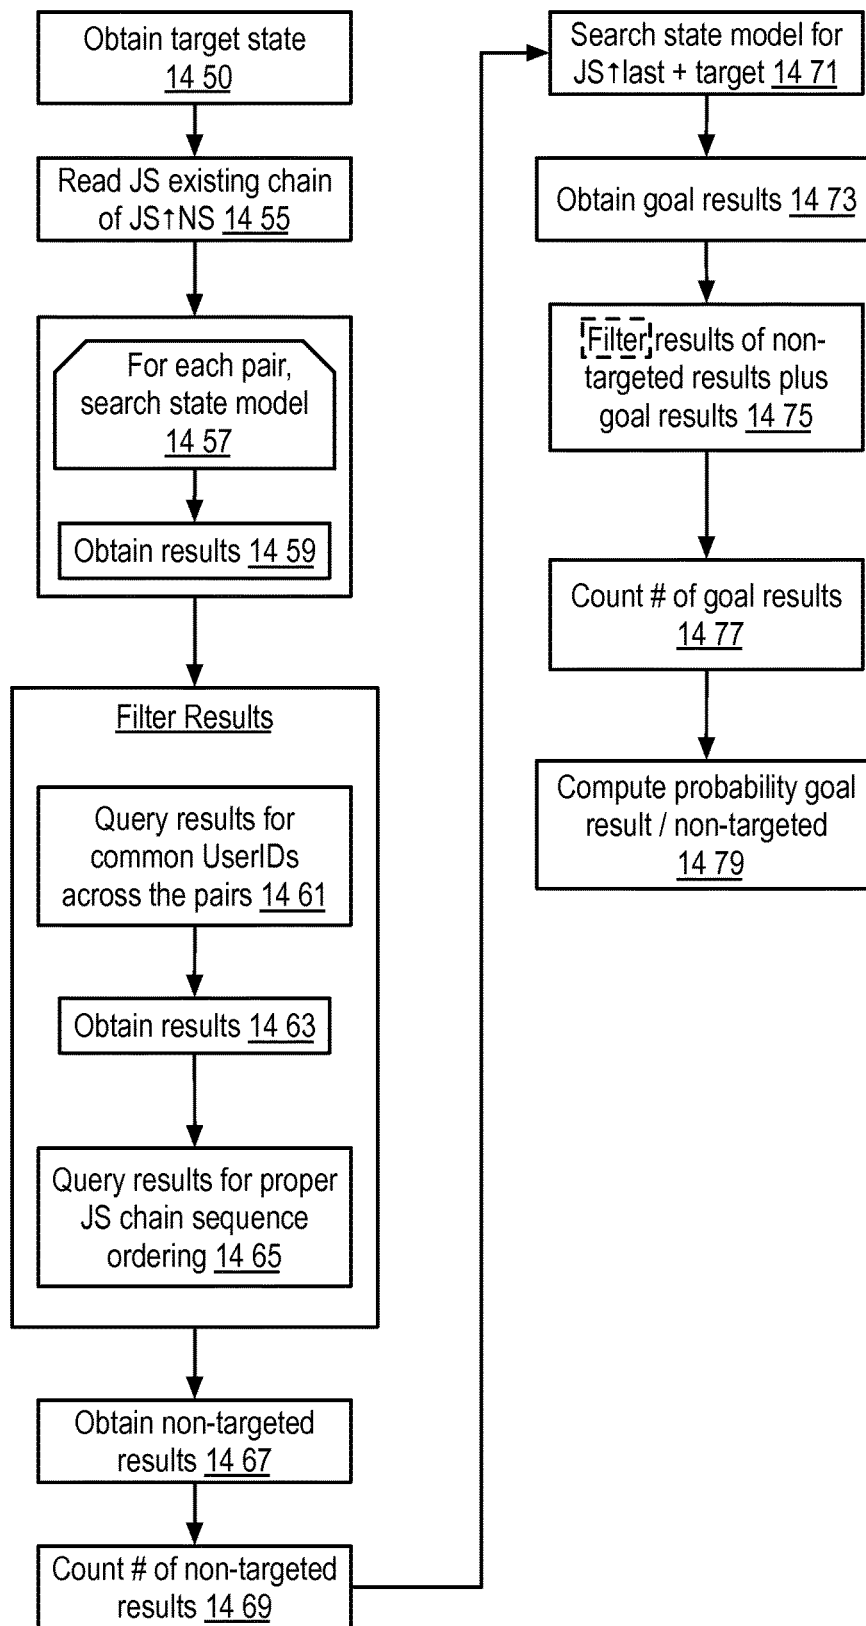 Obtain target state
14 50
Read JS existing chain
of JS↑NS 14 55
For each pair,
search state model
14 57
Obtain results 14 59
Filter Results
Query results for
common UserIDs
across the pairs 14 61
Obtain results 14 63
Query results for proper
JS chain sequence
ordering 14 65
Obtain non-targeted
results 14 67
Count # of non-targeted
results 14 69
Search state model for
JS↑last + target 14 71
Obtain goal results 14 73
Filter results of non-
targeted results plus
goal results 14 75
Count # of goal results
14 77
Compute probability goal
result / non-targeted
14 79